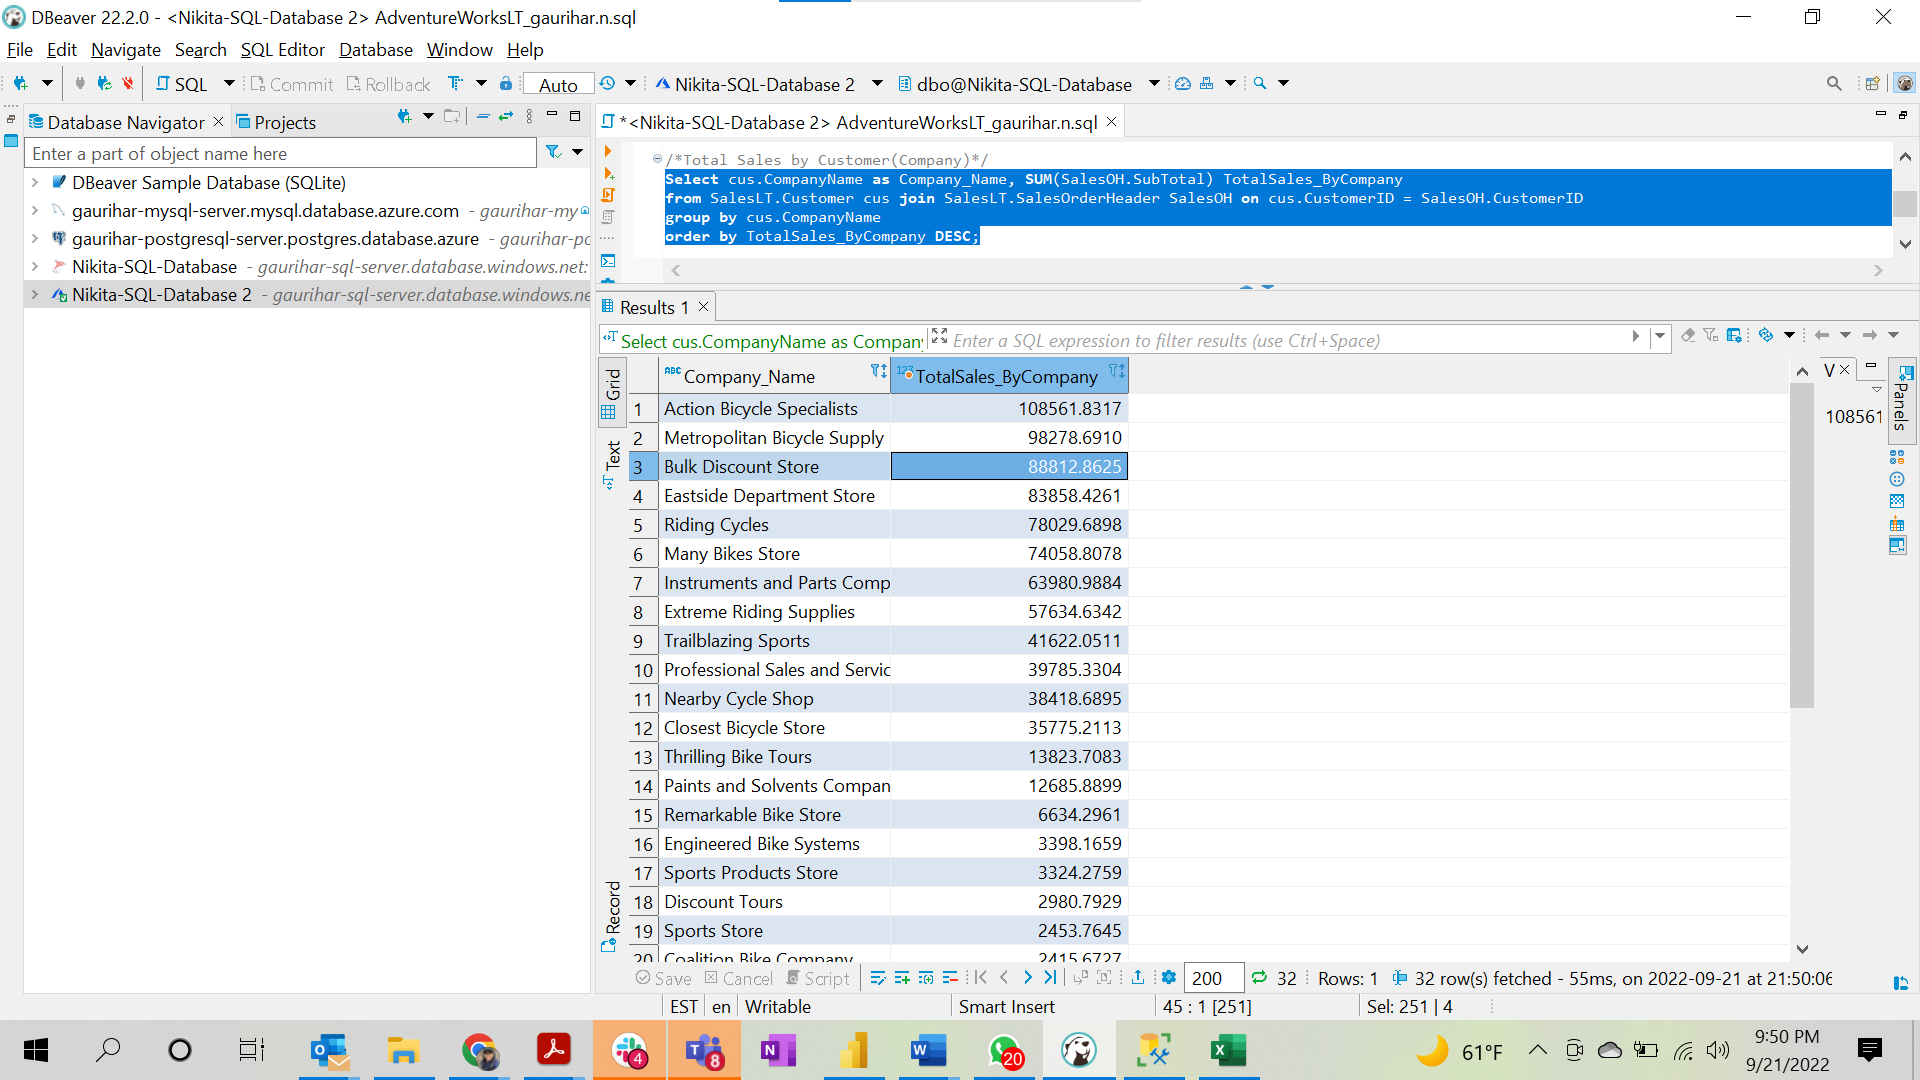 DBeaver 22.2.0 - <Nikita-SQL-Database 2> AdventureWorksLT_gaurihar.n.sql
File Edit Navigate Search SQL Editor Database Window Help
SQL Commit Rollback Auto Nikita-SQL-Database 2 dbo@Nikita-SQL-Database
Database Navigator Projects
Enter a part of object name here
DBeaver Sample Database (SQLite)
gaurihar-mysql-server.mysql.database.azure.com - gaurihar-my
gaurihar-postgresql-server.postgres.database.azure - gaurihar-po
Nikita-SQL-Database - gaurihar-sql-server.database.windows.net:
Nikita-SQL-Database 2 - gaurihar-sql-server.database.windows.ne
*<Nikita-SQL-Database 2> AdventureWorksLT_gaurihar.n.sql
/*Total Sales by Customer(Company)*/
Select cus.CompanyName as Company_Name, SUM(SalesOH.SubTotal) TotalSales_ByCompany
from SalesLT.Customer cus join SalesLT.SalesOrderHeader SalesOH on cus.CustomerID = SalesOH.CustomerID
group by cus.CompanyName
order by TotalSales_ByCompany DESC;
Results 1
Select cus.CompanyName as Company Enter a SQL expression to filter results (use Ctrl+Space)
Grid
Text
Record
Company_Name TotalSales_ByCompany
1 Action Bicycle Specialists 108561.8317
2 Metropolitan Bicycle Supply 98278.6910
3 Bulk Discount Store 88812.8625
4 Eastside Department Store 83858.4261
5 Riding Cycles 78029.6898
6 Many Bikes Store 74058.8078
7 Instruments and Parts Comp 63980.9884
8 Extreme Riding Supplies 57634.6342
9 Trailblazing Sports 41622.0511
10 Professional Sales and Servic 39785.3304
11 Nearby Cycle Shop 38418.6895
12 Closest Bicycle Store 35775.2113
13 Thrilling Bike Tours 13823.7083
14 Paints and Solvents Compan 12685.8899
15 Remarkable Bike Store 6634.2961
16 Engineered Bike Systems 3398.1659
17 Sports Products Store 3324.2759
18 Discount Tours 2980.7929
19 Sports Store 2453.7645
20 Coalition Bike Company 2415.6727
V
108561
Panels
Save Cancel Script 200 32 Rows: 1 32 row(s) fetched - 55ms, on 2022-09-21 at 21:50:06
EST en Writable Smart Insert 45 : 1 [251] Sel: 251 | 4
4 8 20 61°F
9:50 PM
9/21/2022